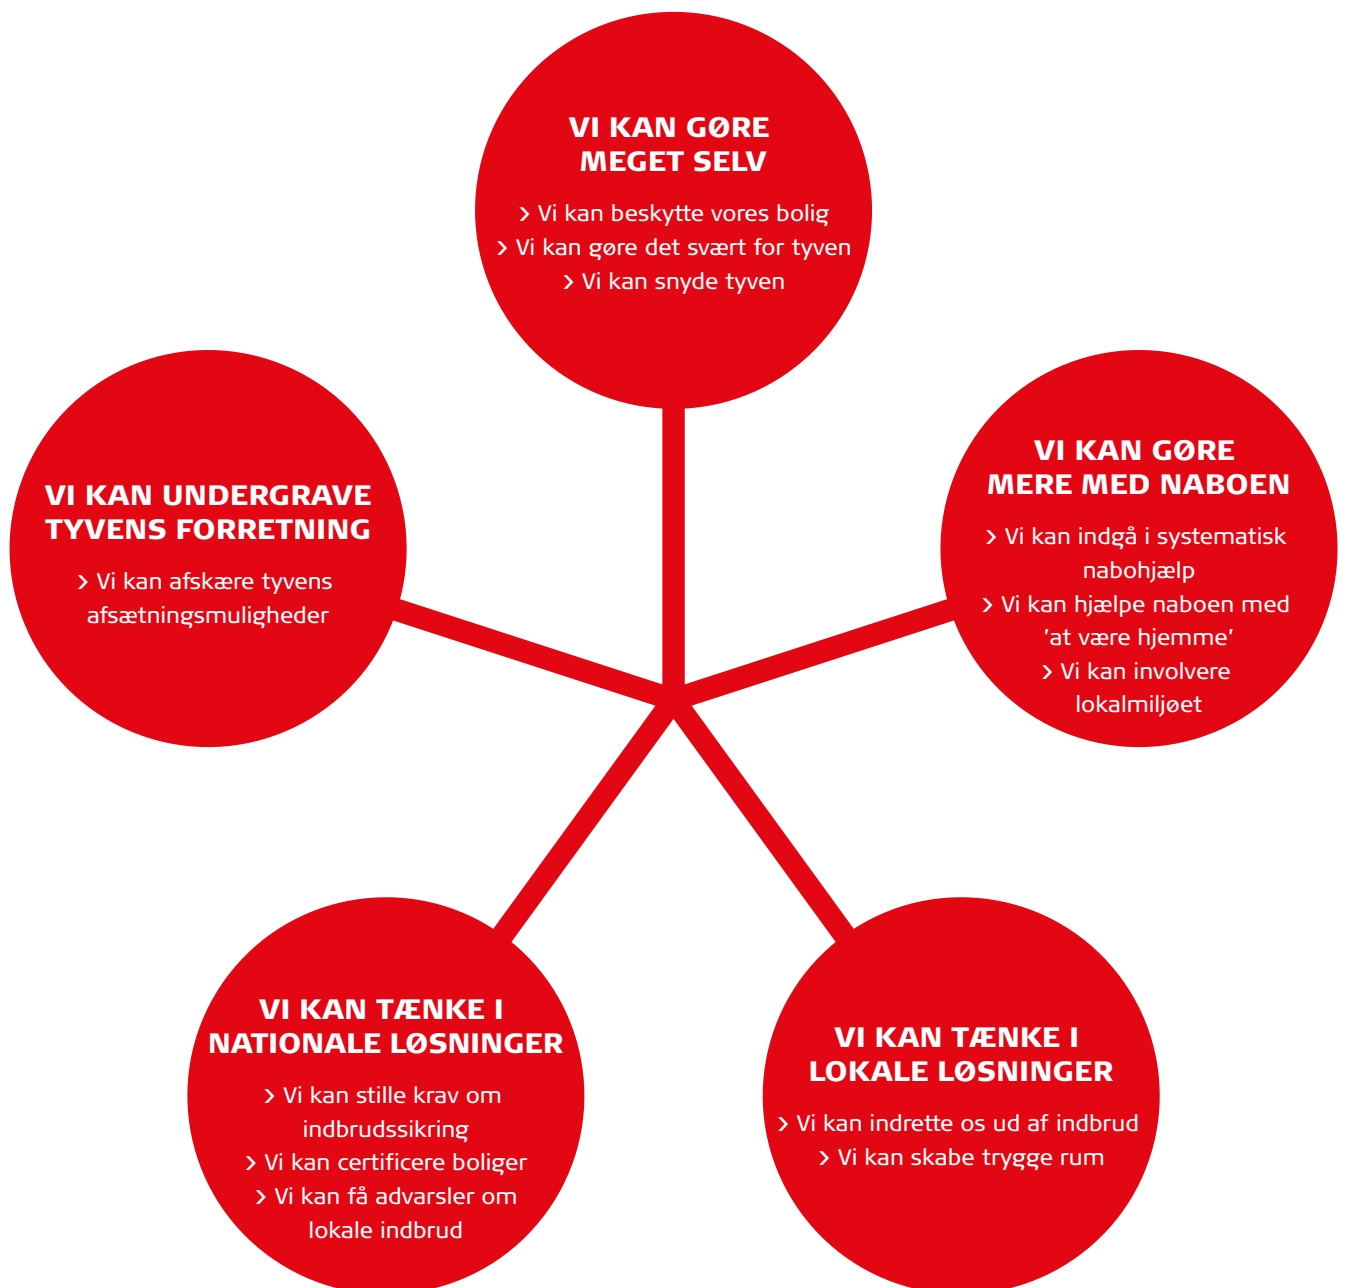 VI KAN GØRE
MEGET SELV
› Vi kan beskytte vores bolig
› Vi kan gøre det svært for tyven
› Vi kan snyde tyven
VI KAN GØRE
MERE MED NABOEN
› Vi kan indgå i systematisk
nabohjælp
› Vi kan hjælpe naboen med
’at være hjemme’
› Vi kan involvere
lokalmiljøet
VI KAN UNDERGRAVE
TYVENS FORRETNING
› Vi kan afskære tyvens
afsætningsmuligheder
VI KAN TÆNKE I
NATIONALE LØSNINGER
› Vi kan stille krav om
indbrudssikring
› Vi kan certificere boliger
› Vi kan få advarsler om
lokale indbrud
VI KAN TÆNKE I
LOKALE LØSNINGER
› Vi kan indrette os ud af indbrud
› Vi kan skabe trygge rum